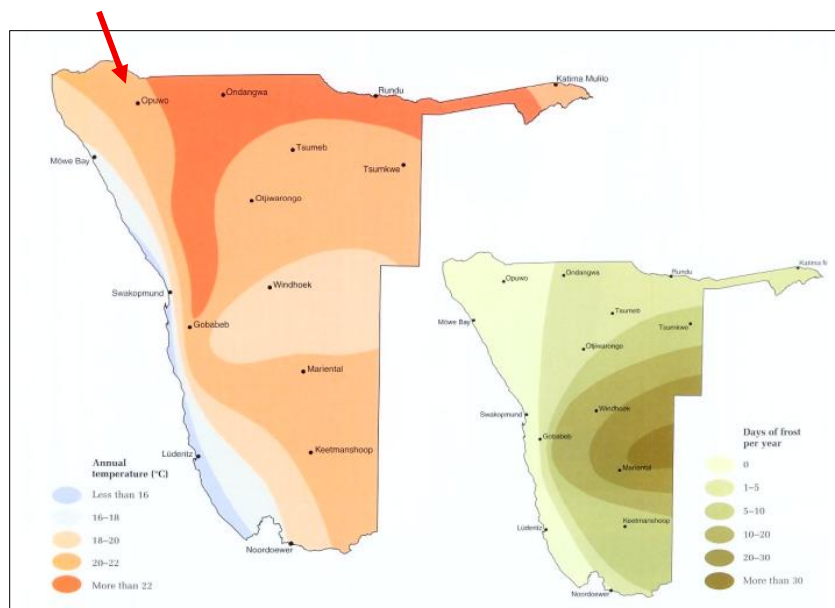 Katima Mulilo
Rundu
Ondangwa
Opuwo
Tsumeb
Möwe Bay
Tsumkwe
Otjiwarongo
Swakopmund
Windhoek
Gobabeb
Mariental
Lüderitz
Keetmanshoop
Noordoewer
Annual
temperature (°C)
Less than 16
16–18
18–20
20–22
More than 22
Katima M
Ondangwa
Rundu
Opuwo
Tsumeb
Möwe Bay
Tsumkwe
Otjiwarongo
Swakopmund
Windhoek
Gobabeb
Mariental
Lüderitz
Keetmanshoop
Noordoewer
Days of frost
per year
0
1–5
5–10
10–20
20–30
More than 30